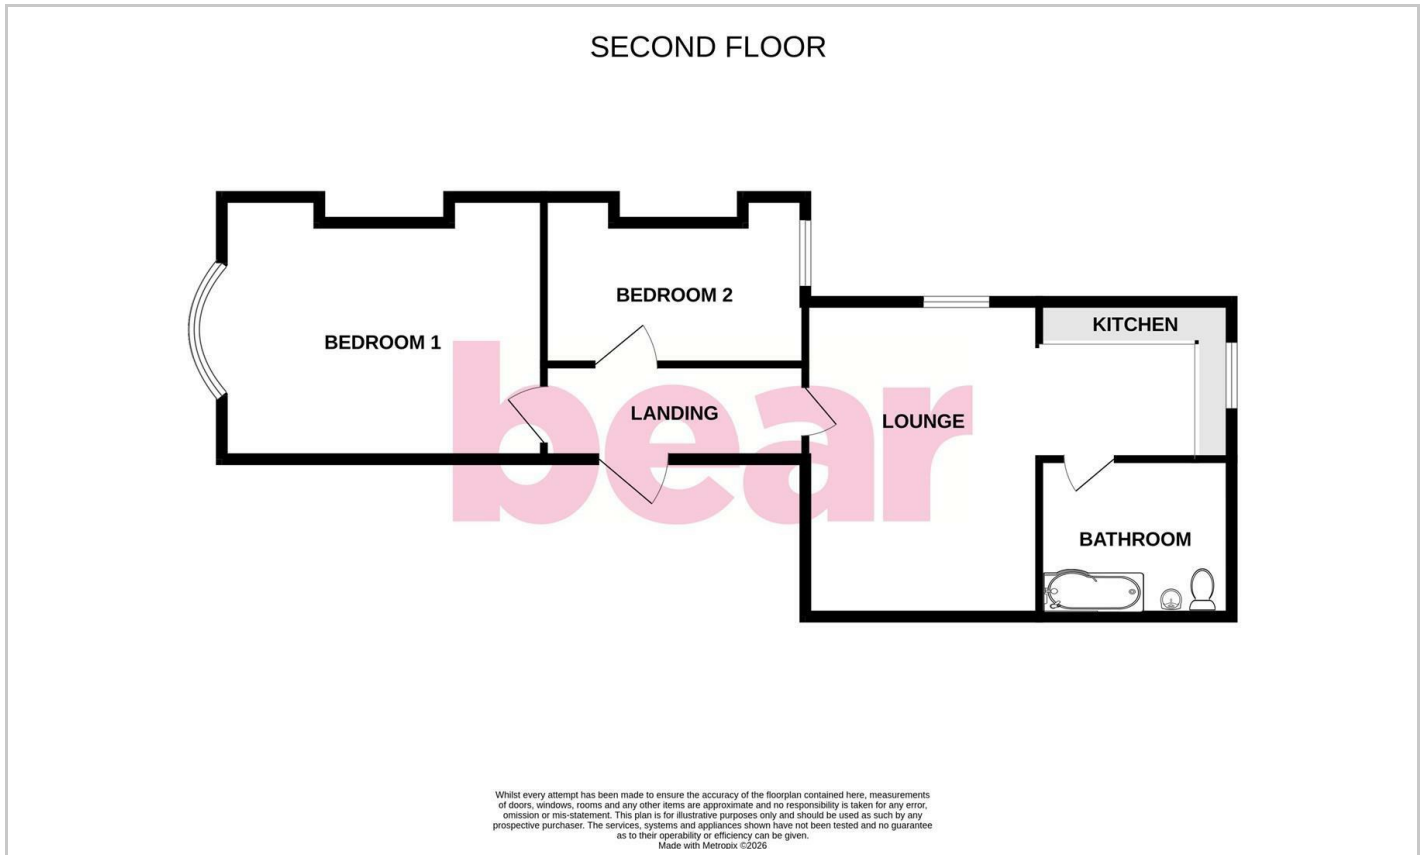 SECOND FLOOR
BEDROOM 1
BEDROOM 2
KITCHEN
LANDING
LOUNGE
BATHROOM
bear
Whilst every attempt has been made to ensure the accuracy of the floorplan contained here, measurements
of doors, windows, rooms and any other items are approximate and no responsibility is taken for any error,
omission or mis-statement. This plan is for illustrative purposes only and should be used as such by any
prospective purchaser. The services, systems and appliances shown have not been tested and no guarantee
as to their operability or efficiency can be given.
Made with Metropix ©2026